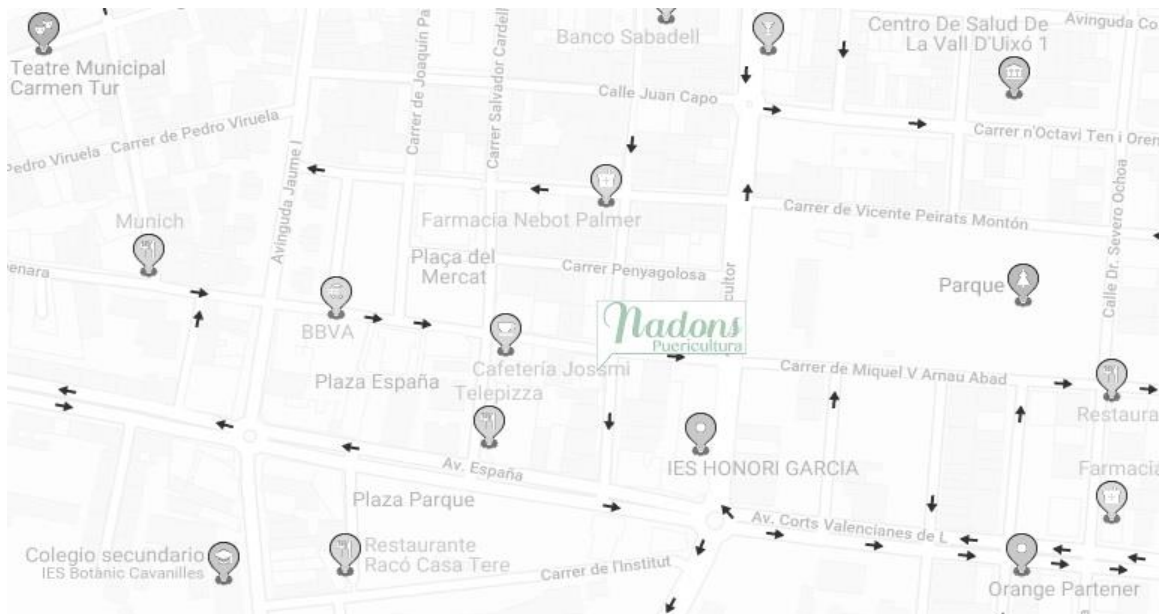 Teatre Municipal
Carmen Tur
Banco Sabadell
Centro De Salud De
La Vall D'Uixó 1
Avinguda Co
Calle Juan Capo
Carrer de Joaquín Pa
Carrer Salvador Cardell
Carrer n'Octavi Ten i Oren
Carrer de Pedro Viruela
Pedro Viruela
Avinguda Jaume I
Munich
Farmacia Nebot Palmer
Carrer de Vicente Peirats Montón
Calle Dr. Severo Ochoa
Plaça del
Mercat
Carrer Penyagolosa
cultor
Parque
enara
BBVA
Nadons
Puericultura
Cafetería Jossmi
Plaza España
Telepizza
Carrer de Miquel V Arnau Abad
Restaura
Av. España
IES HONORI GARCIA
Farmacia
Plaza Parque
Av. Corts Valencianes de L
Colegio secundario
IES Botànic Cavanilles
Restaurante
Racó Casa Tere
Carrer de l'Institut
Orange Partener